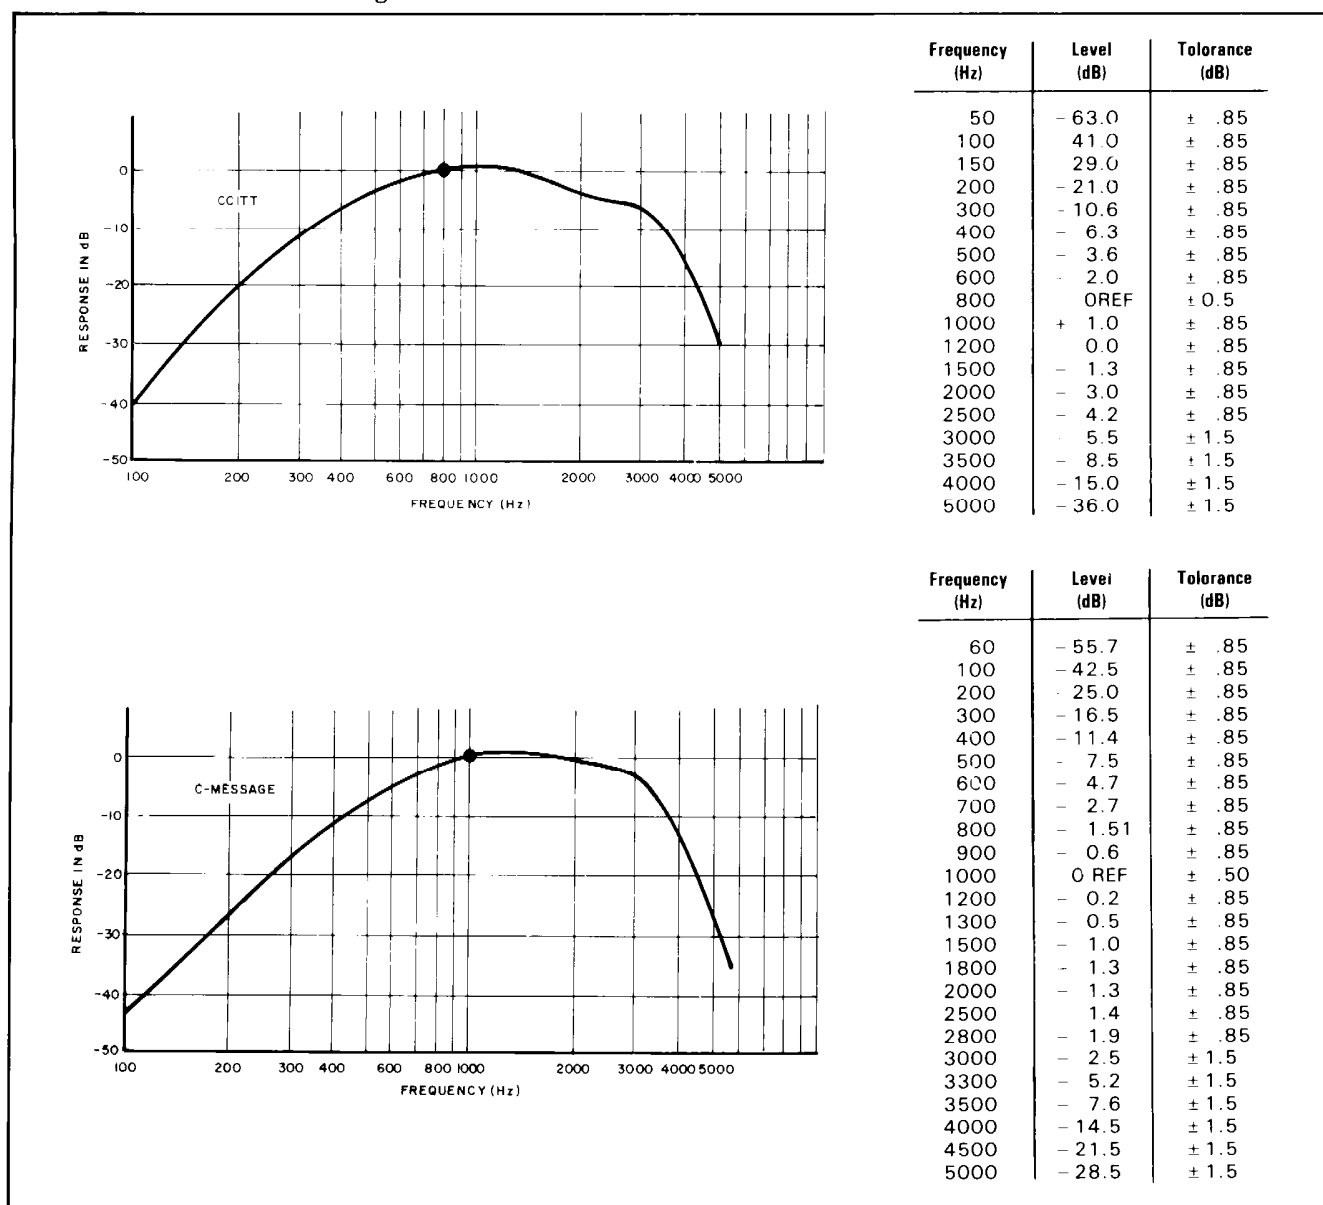 Frequency Level Tolorance
(Hz) (dB) (dB)
50 – 63.0 ± .85
100 41.0 ± .85
150 29.0 ± .85
200 – 21.0 ± .85
300 - 10.6 ± .85
400 – 6.3 ± .85
500 – 3.6 ± .85
600 - 2.0 ± .85
800 0REF ± 0.5
1000 + 1.0 ± .85
1200 0.0 ± .85
1500 – 1.3 ± .85
2000 – 3.0 ± .85
2500 – 4.2 ± .85
3000 5.5 ± 1.5
3500 – 8.5 ± 1.5
4000 – 15.0 ± 1.5
5000 – 36.0 ± 1.5
CCITT
RESPONSE IN dB
0
-10
-20
-30
-40
-50
100 200 300 400 600 800 1000 2000 3000 4000 5000
FREQUENCY (Hz)
Frequency Level Tolorance
(Hz) (dB) (dB)
60 – 55.7 ± .85
100 – 42.5 ± .85
200 25.0 ± .85
300 – 16.5 ± .85
400 – 11.4 ± .85
500 - 7.5 ± .85
600 – 4.7 ± .85
700 – 2.7 ± .85
800 – 1.51 ± .85
900 – 0.6 ± .85
1000 0 REF ± .50
1200 – 0.2 ± .85
1300 – 0.5 ± .85
1500 – 1.0 ± .85
1800 - 1.3 ± .85
2000 – 1.3 ± .85
2500 1.4 ± .85
2800 – 1.9 ± .85
3000 – 2.5 ± 1.5
3300 – 5.2 ± 1.5
3500 – 7.6 ± 1.5
4000 – 14.5 ± 1.5
4500 – 21.5 ± 1.5
5000 – 28.5 ± 1.5
C-MESSAGE
RESPONSE IN dB
0
-10
-20
-30
-40
-50
100 200 300 400 600 800 1000 2000 3000 4000 5000
FREQUENCY (Hz)